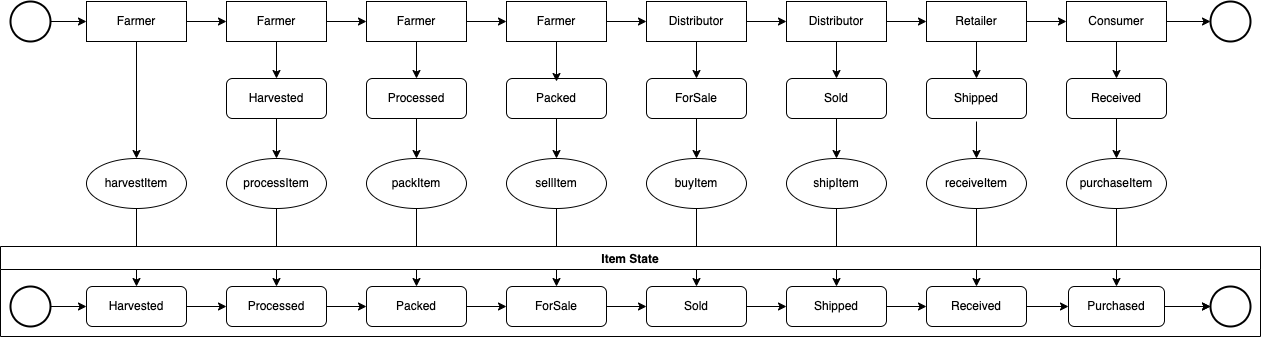 Farmer Farmer Farmer Farmer Distributor Distributor Retailer Consumer
Harvested Processed Packed ForSale Sold Shipped Received
harvestItem processItem packItem sellItem buyItem shipItem receiveItem purchaseItem
Item State
Harvested Processed Packed ForSale Sold Shipped Received Purchased